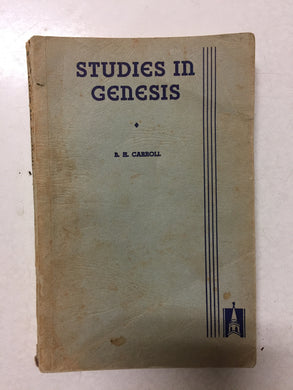 STUDIES IN
GENESIS
B. H. CARROLL